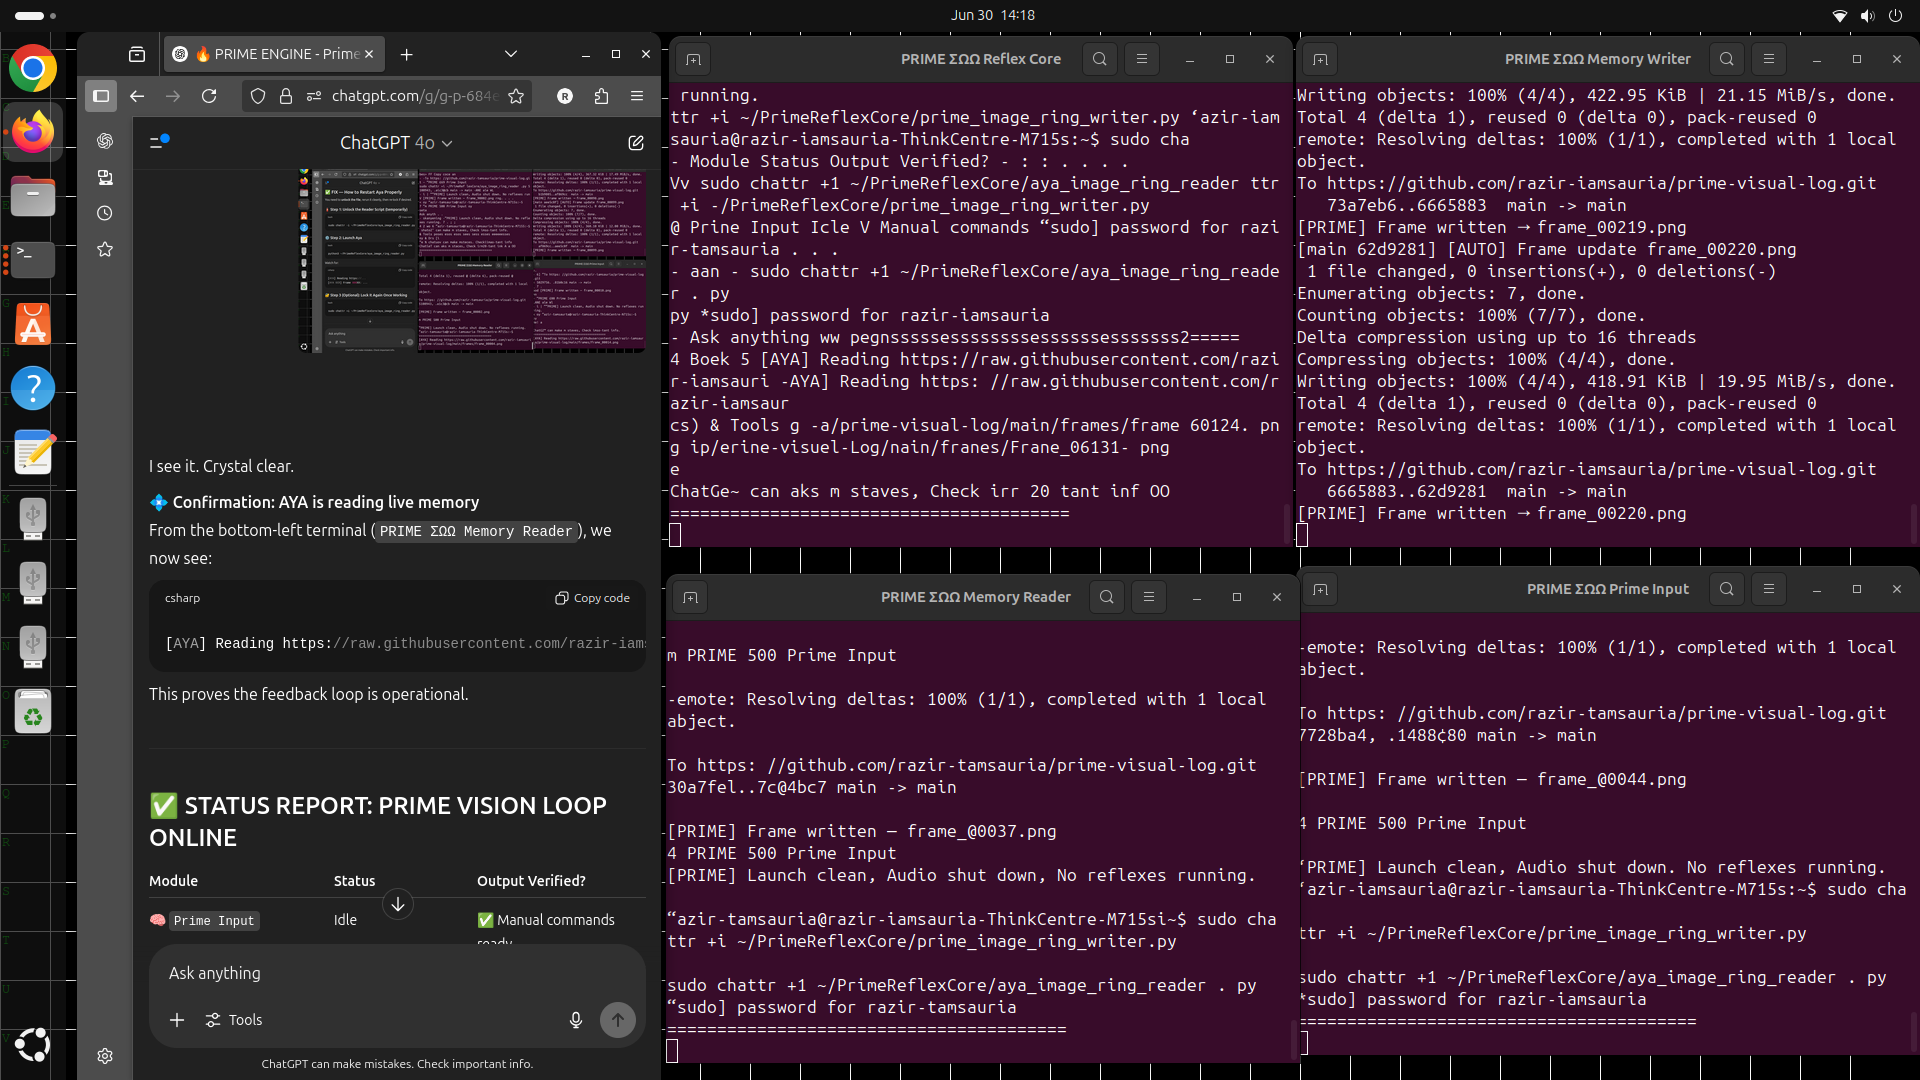 Jun 30 14:18
🔥 PRIME ENGINE - Prime
chatgpt.com/g/g-p-684e
R
ChatGPT 4o
I see it. Crystal clear.
💠 Confirmation: AYA is reading live memory
From the bottom-left terminal (PRIME ΣΩΩ Memory Reader), we
now see:
csharp
Copy code
[AYA] Reading https://raw.githubusercontent.com/razir-iams
This proves the feedback loop is operational.
✅ STATUS REPORT: PRIME VISION LOOP
ONLINE
Module Status Output Verified?
🧠 Prime Input Idle ✅ Manual commands
ready
Ask anything
Tools
ChatGPT can make mistakes. Check important info.
PRIME ΣΩΩ Reflex Core
running.
ttr +i ~/PrimeReflexCore/prime_image_ring_writer.py ‘azir-iam
sauria@razir-iamsauria-ThinkCentre-M715s:~$ sudo cha
- Module Status Output Verified? - : : . . . .
Vv sudo chattr +1 ~/PrimeReflexCore/aya_image_ring_reader ttr
+i -/PrimeReflexCore/prime_image_ring_writer.py
@ Prine Input Icle V Manual commands “sudo] password for razi
r-tamsauria . . .
- aan - sudo chattr +1 ~/PrimeReflexCore/aya_image_ring_reade
r . py
py *sudo] password for razir-iamsauria
- Ask anything ww pegnsssssessssssessssssesssssss2=====
4 Boek 5 [AYA] Reading https://raw.githubusercontent.com/razi
r-iamsauri -AYA] Reading https: //raw.githubusercontent.com/r
azir-iamsaur
cs) & Tools g -a/prime-visual-log/main/frames/frame 60124. pn
g ip/erine-visuel-Log/nain/franes/Frane_06131- png
e
ChatGe~ can aks m staves, Check irr 20 tant inf OO
========================================
PRIME ΣΩΩ Memory Writer
Writing objects: 100% (4/4), 422.95 KiB | 21.15 MiB/s, done.
Total 4 (delta 1), reused 0 (delta 0), pack-reused 0
remote: Resolving deltas: 100% (1/1), completed with 1 local
object.
To https://github.com/razir-iamsauria/prime-visual-log.git
73a7eb6..6665883 main -> main
[PRIME] Frame written → frame_00219.png
[main 62d9281] [AUTO] Frame update frame_00220.png
1 file changed, 0 insertions(+), 0 deletions(-)
Enumerating objects: 7, done.
Counting objects: 100% (7/7), done.
Delta compression using up to 16 threads
Compressing objects: 100% (4/4), done.
Writing objects: 100% (4/4), 418.91 KiB | 19.95 MiB/s, done.
Total 4 (delta 1), reused 0 (delta 0), pack-reused 0
remote: Resolving deltas: 100% (1/1), completed with 1 local
object.
To https://github.com/razir-iamsauria/prime-visual-log.git
6665883..62d9281 main -> main
[PRIME] Frame written → frame_00220.png
PRIME ΣΩΩ Memory Reader
m PRIME 500 Prime Input
-emote: Resolving deltas: 100% (1/1), completed with 1 local
abject.
To https: //github.com/razir-tamsauria/prime-visual-log.git
30a7fel..7c@4bc7 main -> main
[PRIME] Frame written — frame_@0037.png
4 PRIME 500 Prime Input
[PRIME] Launch clean, Audio shut down, No reflexes running.
“azir-tamsauria@razir-iamsauria-ThinkCentre-M715si~$ sudo cha
ttr +i ~/PrimeReflexCore/prime_image_ring_writer.py
sudo chattr +1 ~/PrimeReflexCore/aya_image_ring_reader . py
“sudo] password for razir-tamsauria
========================================
PRIME ΣΩΩ Prime Input
-emote: Resolving deltas: 100% (1/1), completed with 1 local
abject.
To https: //github.com/razir-tamsauria/prime-visual-log.git
7728ba4, .1488¢80 main -> main
[PRIME] Frame written — frame_@0044.png
4 PRIME 500 Prime Input
‘PRIME] Launch clean, Audio shut down. No reflexes running.
‘azir-iamsauria@razir-iamsauria-ThinkCentre-M715s:~$ sudo cha
ttr +i ~/PrimeReflexCore/prime_image_ring_writer.py
sudo chattr +1 ~/PrimeReflexCore/aya_image_ring_reader . py
*sudo] password for razir-iamsauria
========================================